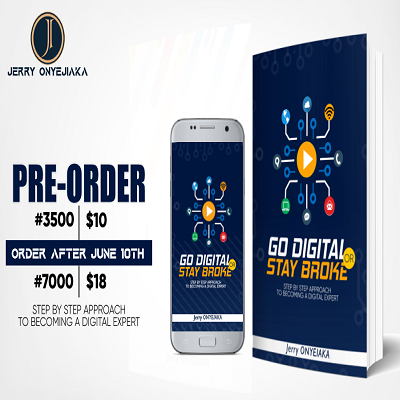 JI
JERRY ONYEJIAKA
PRE-ORDER
#3500 | $10
ORDER AFTER JUNE 10TH
#7000 | $18
STEP BY STEP APPROACH
TO BECOMING A DIGITAL EXPERT
GO DIGITAL
OR
STAY BROKE
STEP BY STEP APPROACH
TO BECOMING A DIGITAL EXPERT
Jerry ONYEJIAKA
GO DIGITAL
OR
STAY BROKE
STEP BY STEP APPROACH
TO BECOMING A DIGITAL EXPERT
Jerry ONYEJIAKA